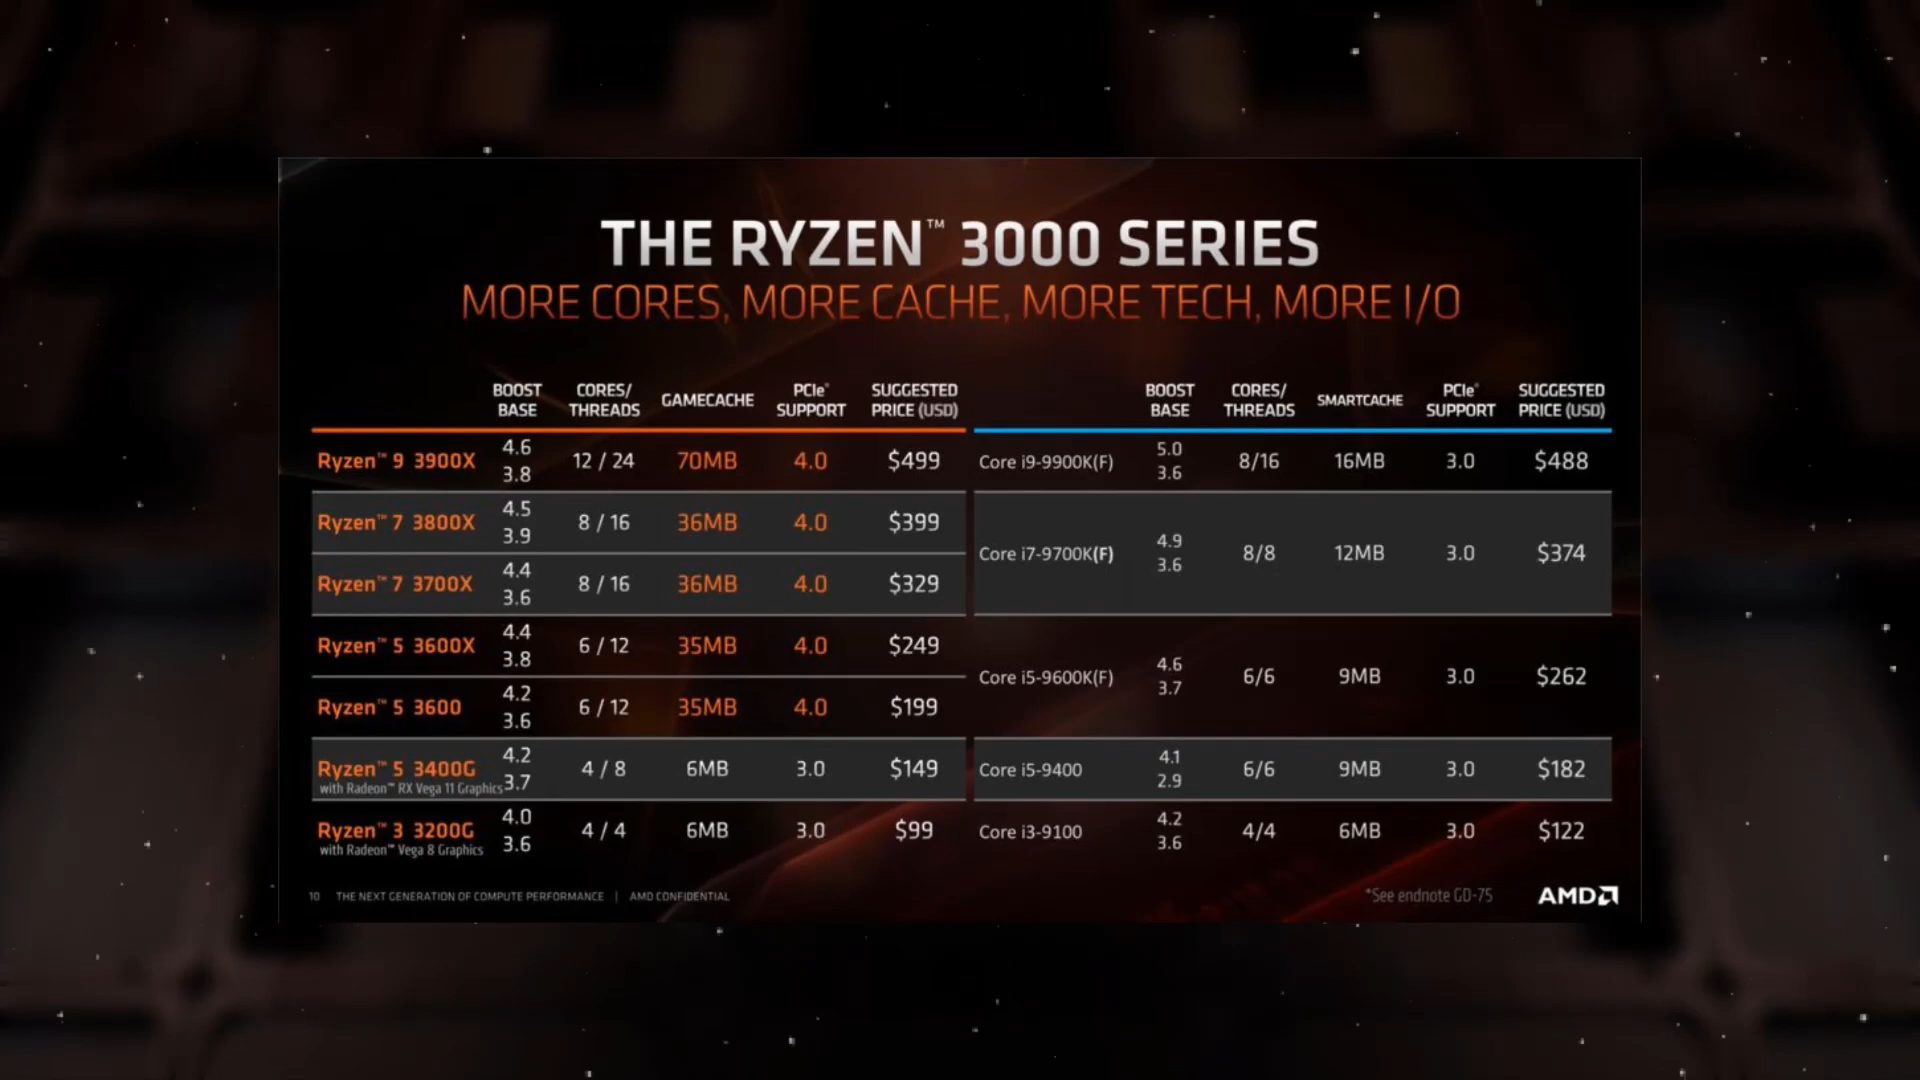 THE RYZEN™ 3000 SERIES
MORE CORES, MORE CACHE, MORE TECH, MORE I/O
BOOST BASE CORES/ THREADS GAMECACHE PCIe® SUPPORT SUGGESTED PRICE (USD) BOOST BASE CORES/ THREADS SMARTCACHE PCIe® SUPPORT SUGGESTED PRICE (USD)
Ryzen™ 9 3900X 4.6 3.8 12 / 24 70MB 4.0 $499 Core i9-9900K(F) 5.0 3.6 8/16 16MB 3.0 $488
Ryzen™ 7 3800X 4.5 3.9 8 / 16 36MB 4.0 $399
Core i7-9700K(F) 4.9 3.6 8/8 12MB 3.0 $374
Ryzen™ 7 3700X 4.4 3.6 8 / 16 36MB 4.0 $329
Ryzen™ 5 3600X 4.4 3.8 6 / 12 35MB 4.0 $249
Core i5-9600K(F) 4.6 3.7 6/6 9MB 3.0 $262
Ryzen™ 5 3600 4.2 3.6 6 / 12 35MB 4.0 $199
Ryzen™ 5 3400G 4.2 3.7 4 / 8 6MB 3.0 $149 Core i5-9400 4.1 2.9 6/6 9MB 3.0 $182
with Radeon™ RX Vega 11 Graphics
Ryzen™ 3 3200G 4.0 3.6 4 / 4 6MB 3.0 $99 Core i3-9100 4.2 3.6 4/4 6MB 3.0 $122
with Radeon™ Vega 8 Graphics
10 THE NEXT GENERATION OF COMPUTE PERFORMANCE | AMD CONFIDENTIAL *See endnote GD-75 AMD